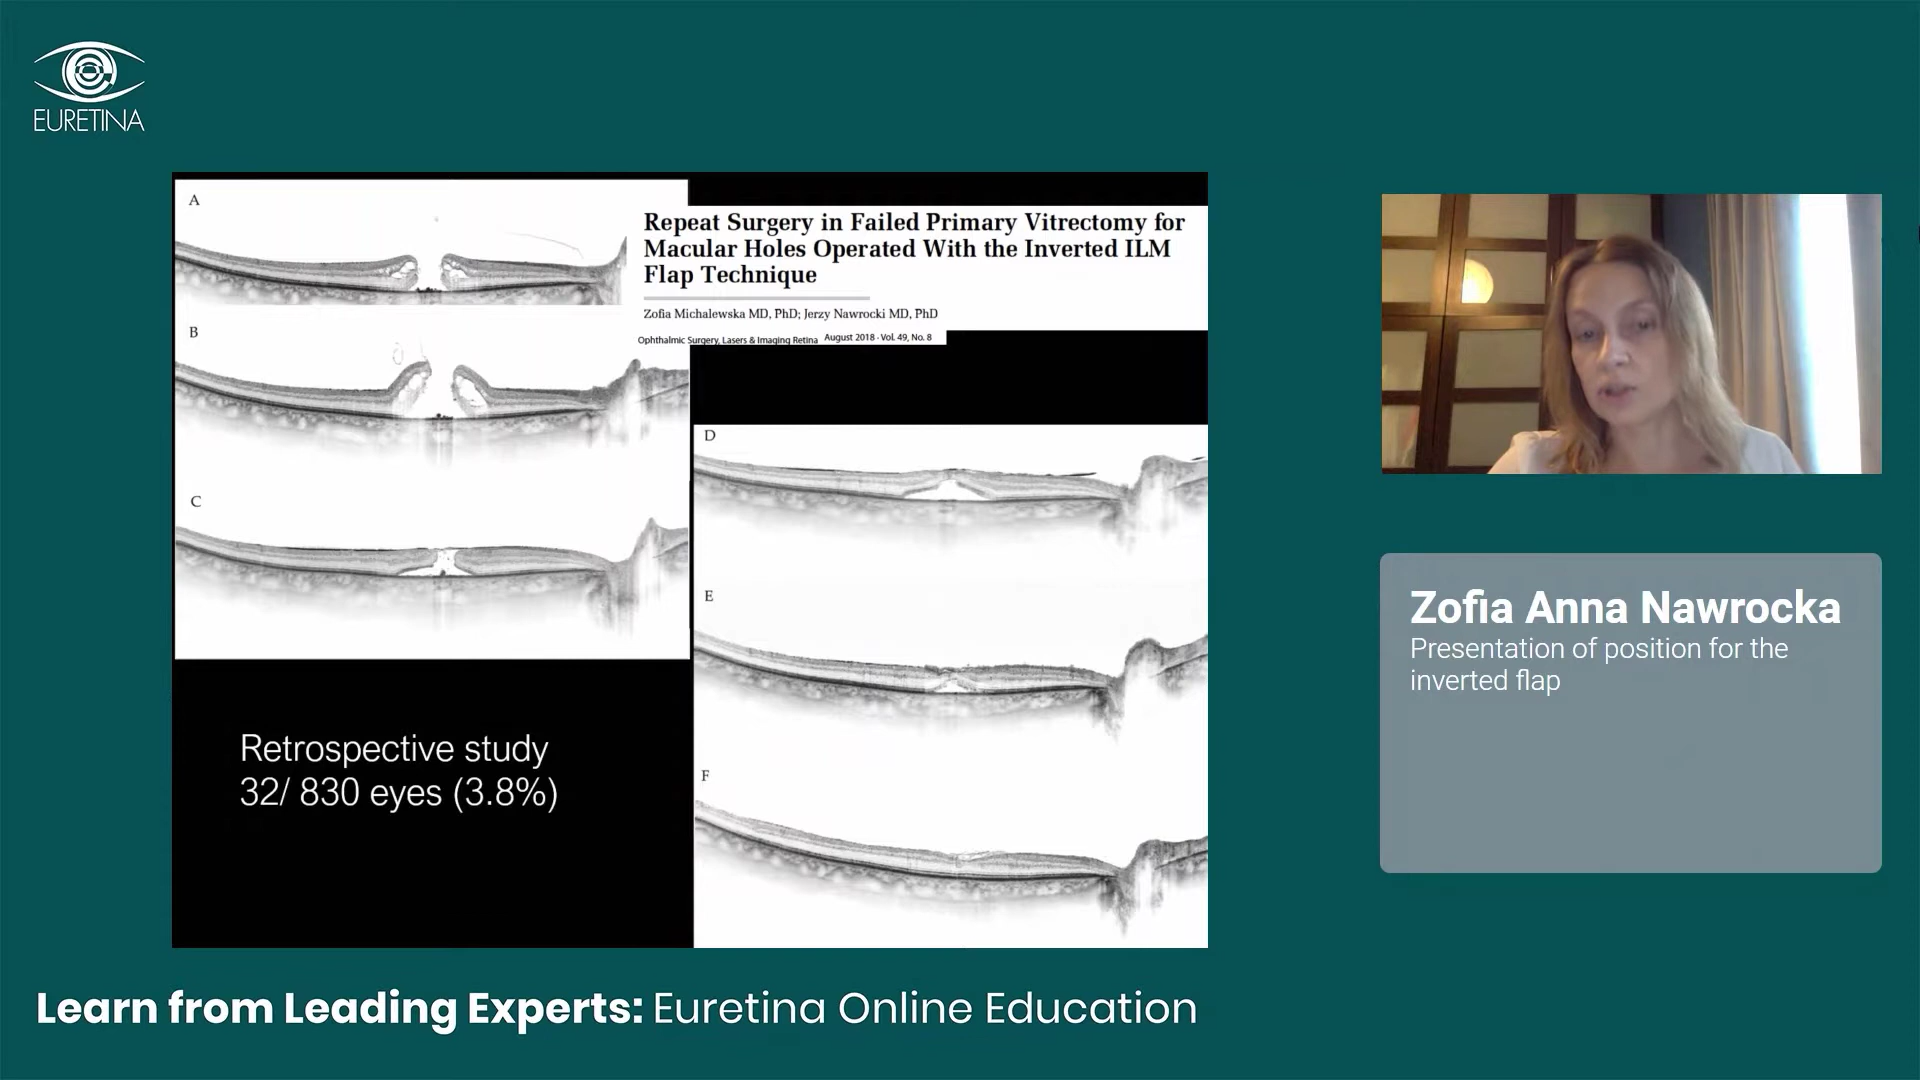 EURETINA
A
Repeat Surgery in Failed Primary Vitrectomy for
Macular Holes Operated With the Inverted ILM
Flap Technique
Zofia Michalewska MD, PhD; Jerzy Nawrocki MD, PhD
Ophthalmic Surgery, Lasers & Imaging Retina August 2018 · Vol. 49, No. 8
B
C
D
E
F
Retrospective study
32/ 830 eyes (3.8%)
Zofia Anna Nawrocka
Presentation of position for the
inverted flap
Learn from Leading Experts: Euretina Online Education